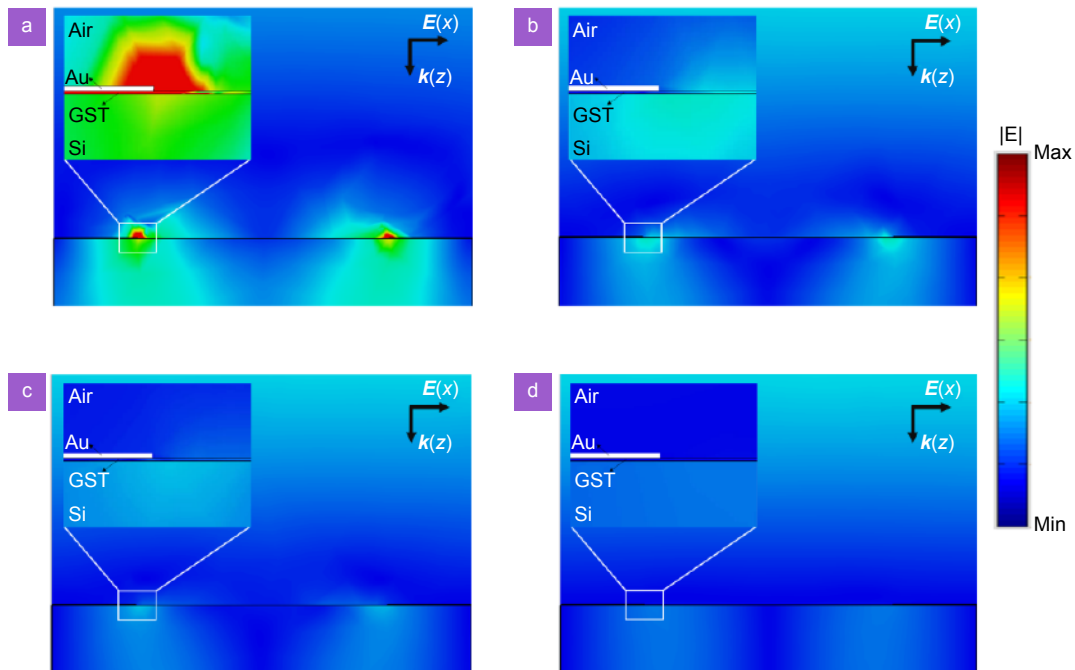 a
Air
Au
GST
Si
E(x)
k(z)
b
Air
Au
GST
Si
E(x)
k(z)
|E|
Max
Min
c
Air
Au
GST
Si
E(x)
k(z)
d
Air
Au
GST
Si
E(x)
k(z)